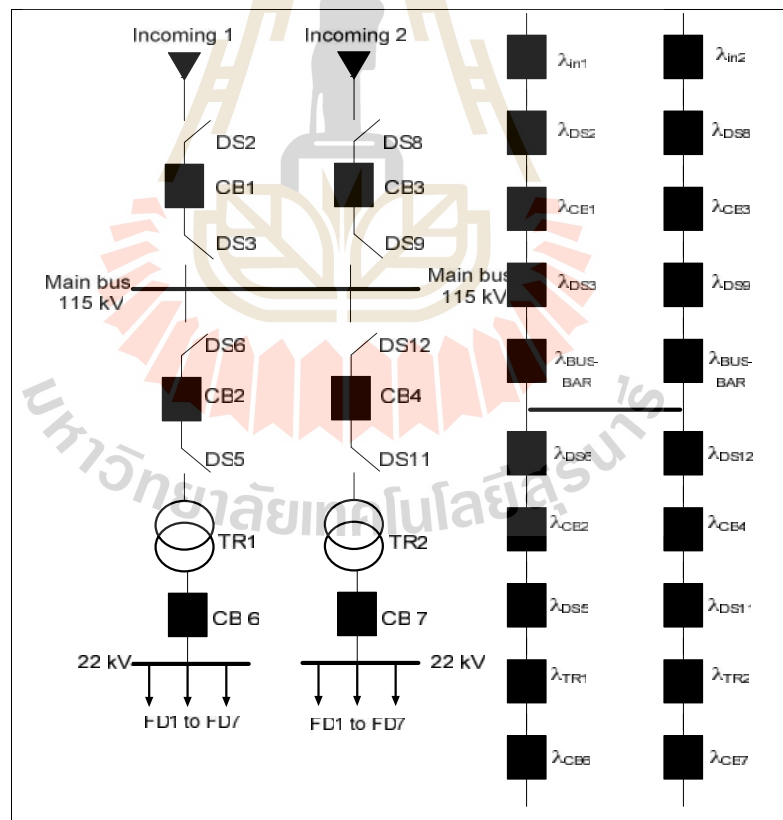 Incoming 1
Incoming 2
DS2
DS8
CB1
CB3
DS3
DS9
Main bus
115 kV
Main bus
115 kV
DS6
DS12
CB2
CB4
DS5
DS11
TR1
TR2
CB 6
CB 7
22 kV
22 kV
FD1 to FD7
FD1 to FD7
λin1
λin2
λDS2
λDS8
λCB1
λCB3
λDS3
λDS9
λBUS-
BAR
λBUS-
BAR
λDS6
λDS12
λCB2
λCB4
λDS5
λDS11
λTR1
λTR2
λCB6
λCB7
มหาวิทยาลัยเทคโนโลยีสุรนารี